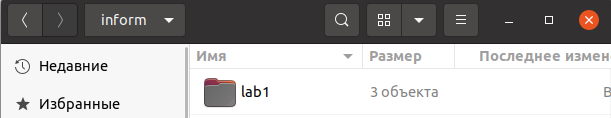 inform
Недавние
Избранные
Имя Размер Последнее измен
lab1 3 объекта В